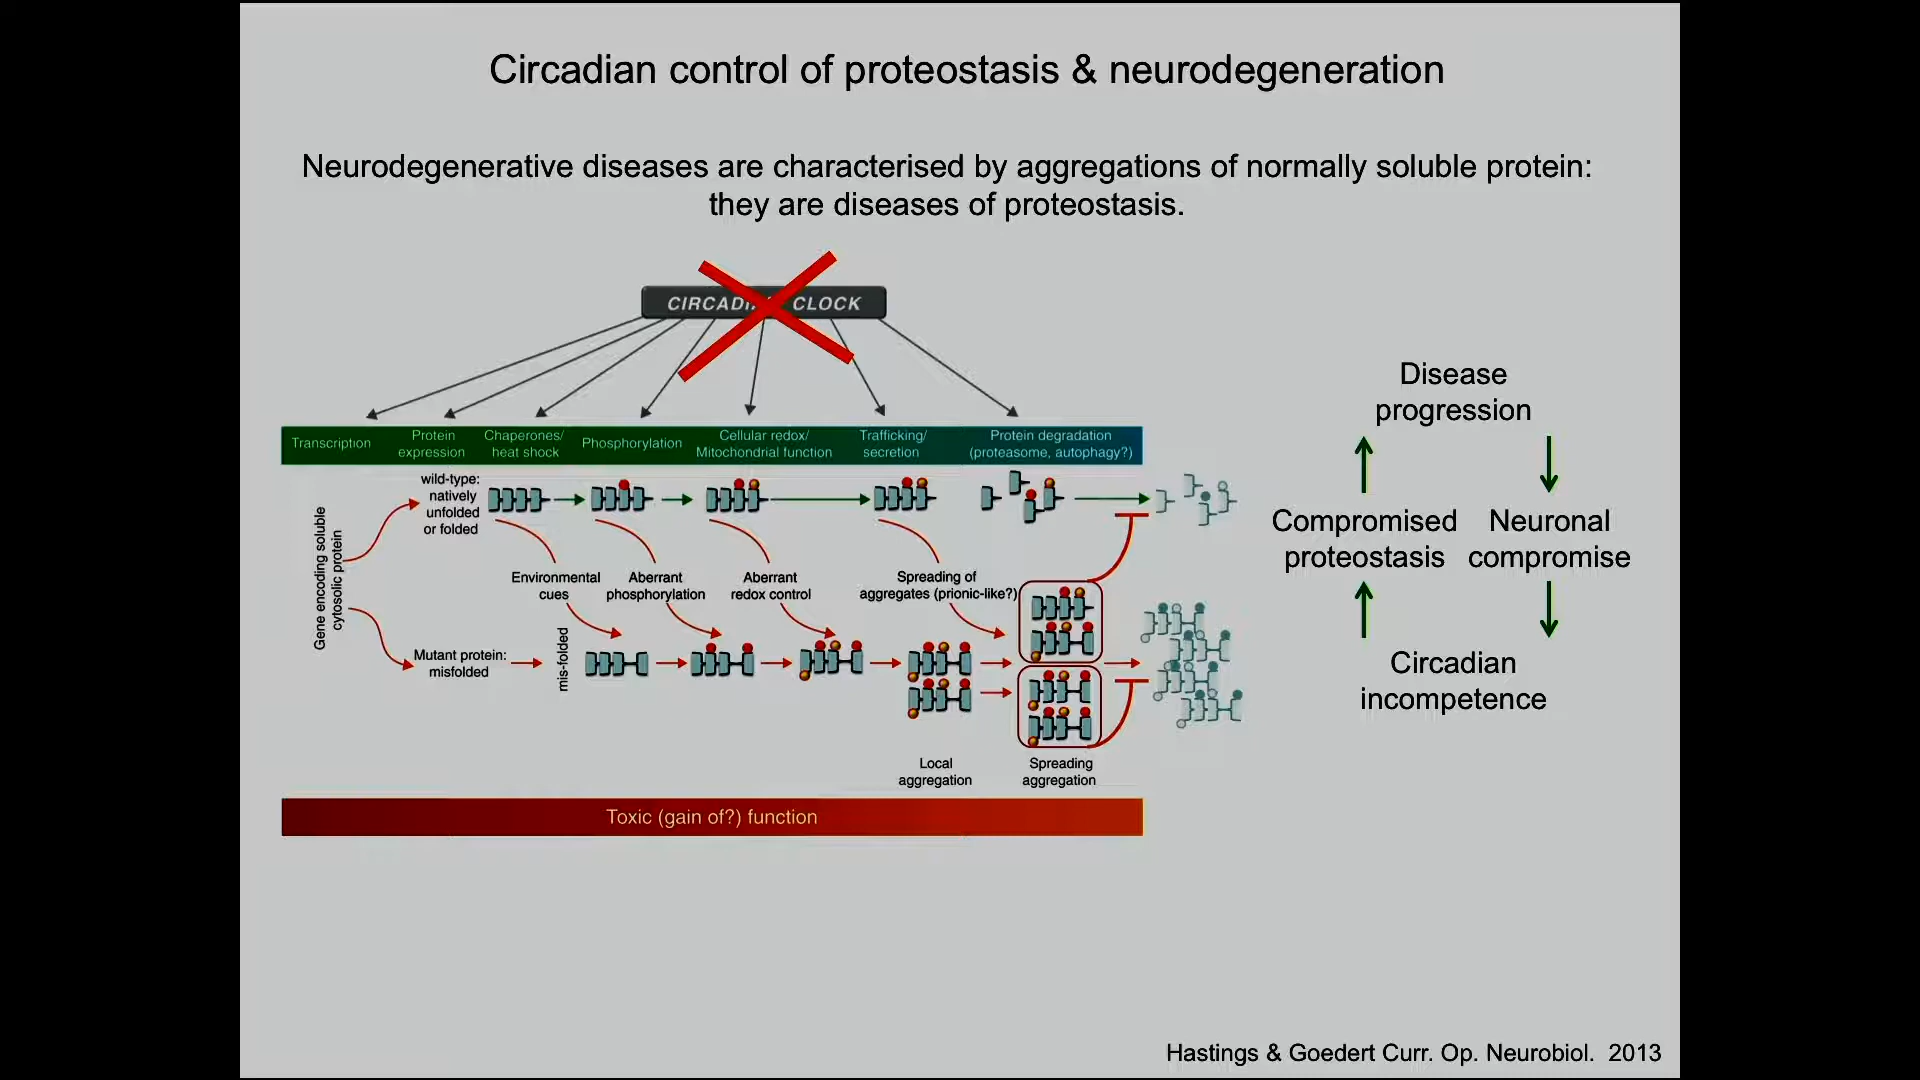 Circadian control of proteostasis & neurodegeneration
Neurodegenerative diseases are characterised by aggregations of normally soluble protein:
they are diseases of proteostasis.
CIRCADIAN CLOCK
Transcription
Protein
expression
Chaperones/
heat shock
Phosphorylation
Cellular redox/
Mitochondrial function
Trafficking/
secretion
Protein degradation
(proteasome, autophagy?)
Gene encoding soluble
cytosolic protein
wild-type:
natively
unfolded
or folded
Environmental
cues
Aberrant
phosphorylation
Aberrant
redox control
Spreading of
aggregates (prionic-like?)
Mutant protein:
misfolded
mis-folded
Local
aggregation
Spreading
aggregation
Toxic (gain of?) function
Disease
progression
Compromised
proteostasis
Neuronal
compromise
Circadian
incompetence
Hastings & Goedert Curr. Op. Neurobiol. 2013